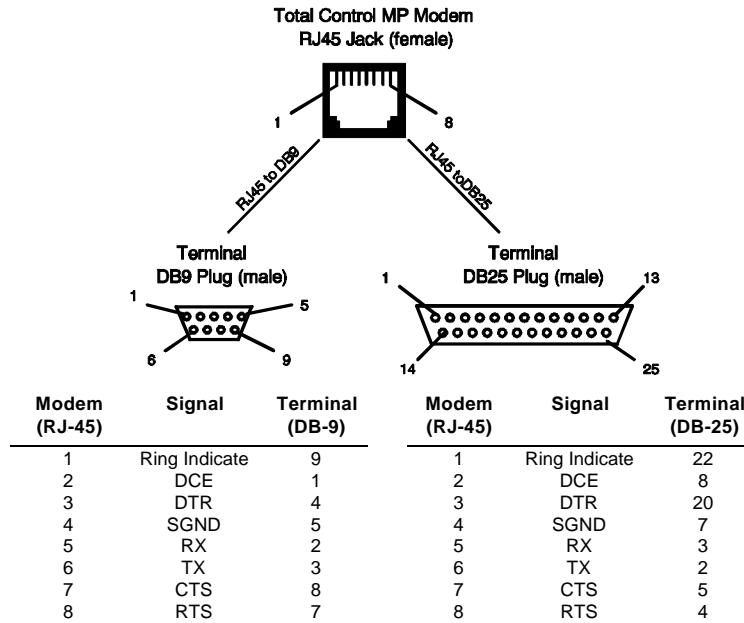 Total Control MP Modem
RJ45 Jack (female)
1 8
RJ45 to DB9
RJ45 toDB25
Terminal
DB9 Plug (male)
1 5
6 9
Terminal
DB25 Plug (male)
1 13
14 25
Modem (RJ-45) Signal Terminal (DB-9)
1 Ring Indicate 9
2 DCE 1
3 DTR 4
4 SGND 5
5 RX 2
6 TX 3
7 CTS 8
8 RTS 7
Modem (RJ-45) Signal Terminal (DB-25)
1 Ring Indicate 22
2 DCE 8
3 DTR 20
4 SGND 7
5 RX 3
6 TX 2
7 CTS 5
8 RTS 4